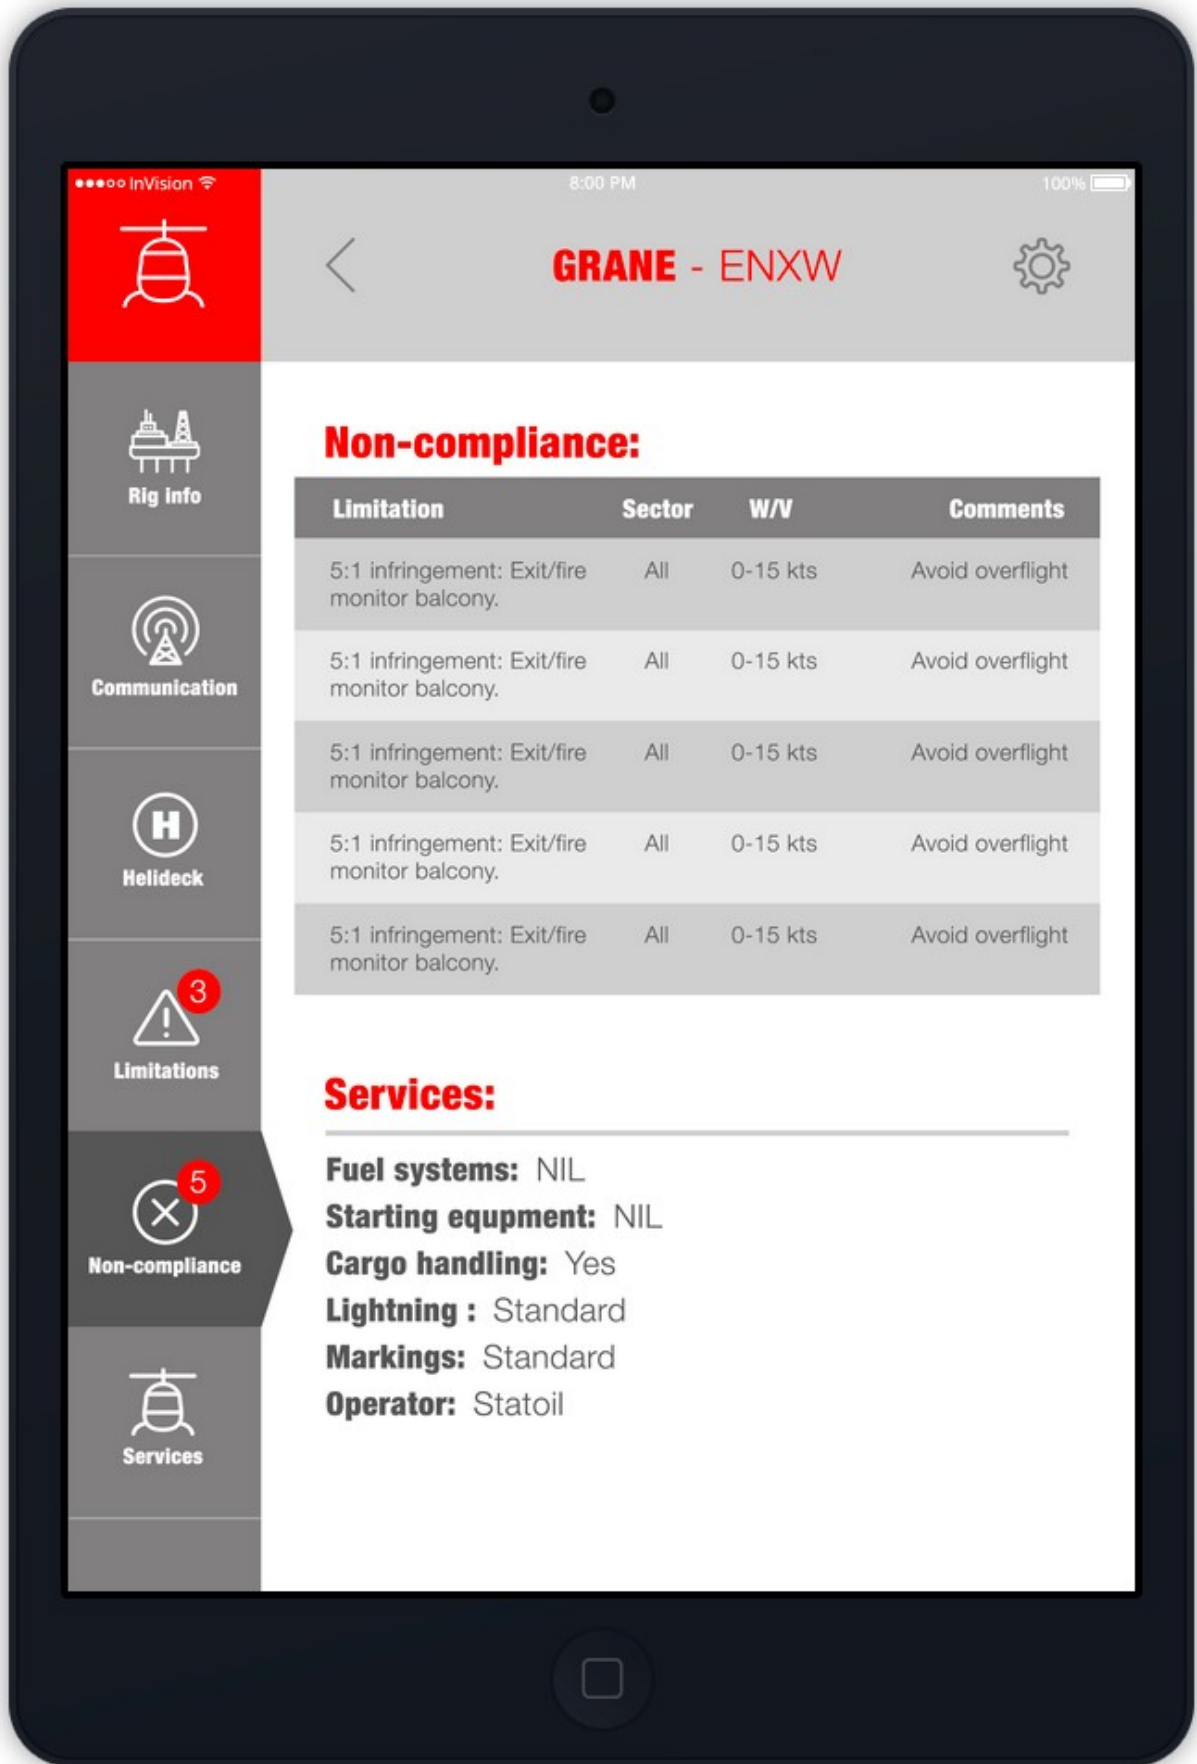 InVision
8:00 PM
100%
GRANE - ENXW
Rig info
Communication
H
Helideck
3
Limitations
5
Non-compliance
Services
Non-compliance:
Limitation Sector W/V Comments
5:1 infringement: Exit/fire All 0-15 kts Avoid overflight
monitor balcony.
5:1 infringement: Exit/fire All 0-15 kts Avoid overflight
monitor balcony.
5:1 infringement: Exit/fire All 0-15 kts Avoid overflight
monitor balcony.
5:1 infringement: Exit/fire All 0-15 kts Avoid overflight
monitor balcony.
5:1 infringement: Exit/fire All 0-15 kts Avoid overflight
monitor balcony.
Services:
Fuel systems: NIL
Starting equpment: NIL
Cargo handling: Yes
Lightning : Standard
Markings: Standard
Operator: Statoil